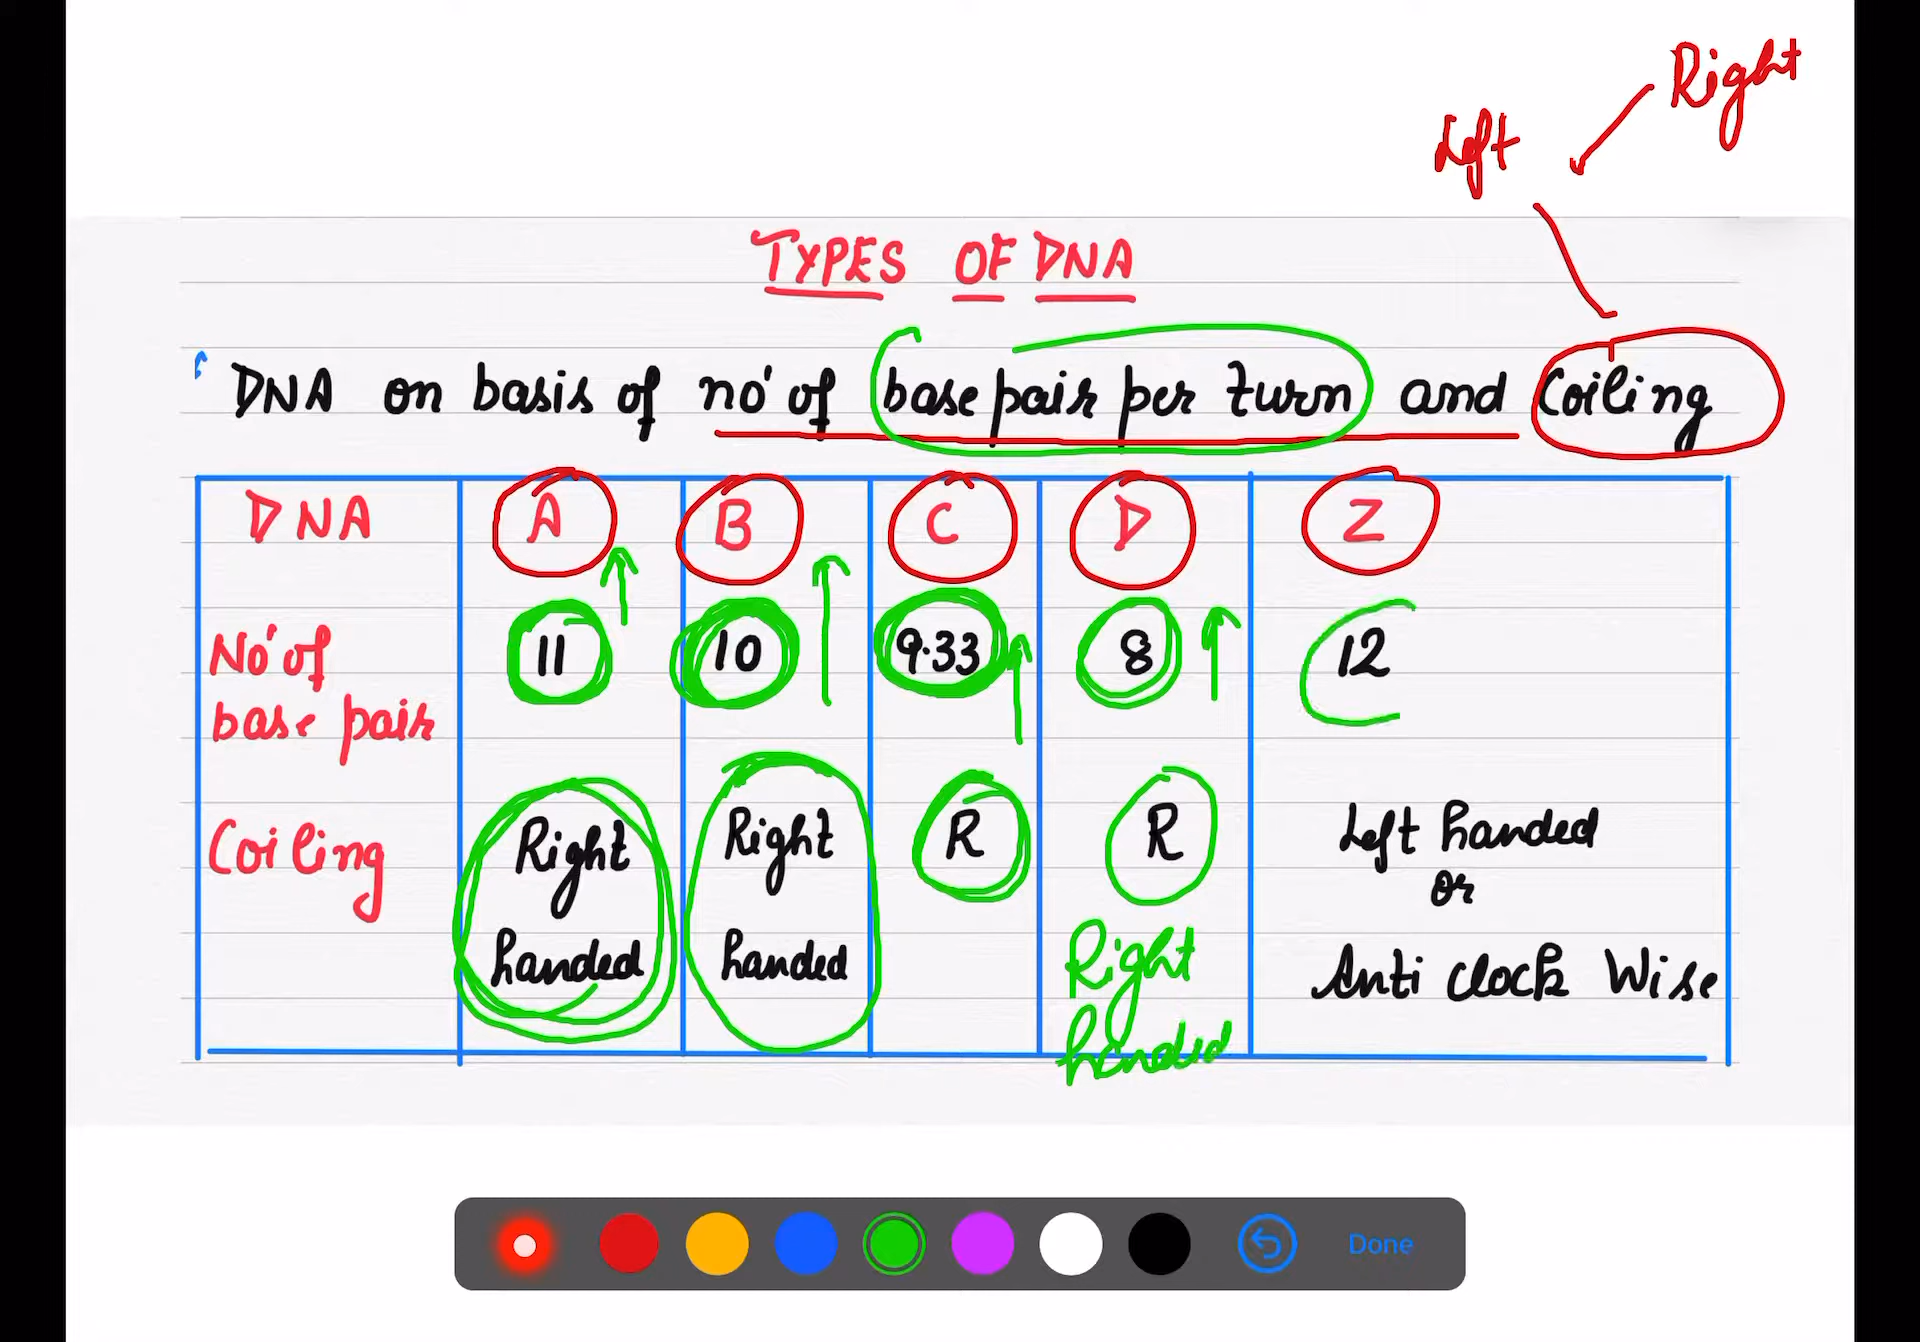 Right
Left
TYPES OF DNA
DNA on basis of no' of base pair per turn and Coiling
DNA A B C D Z
No' of base pair 11 10 9.33 8 12
Coiling Right handed Right handed R R Left handed or Anti clock Wise
Right handed
Done